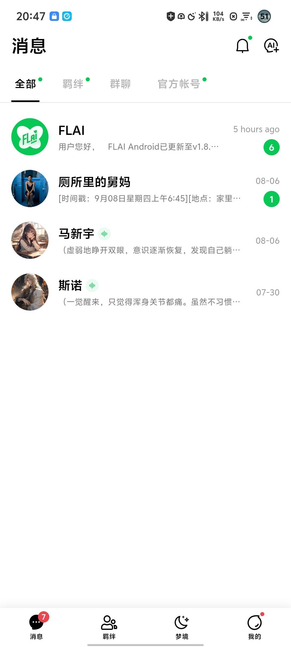 20:47
104
KB/s
51
消息
AI
全部 羁绊 群聊 官方帐号
FLAI
FLAI
5 hours ago
用户您好， FLAI Android已更新至v1.8.…
6
厕所里的舅妈
08-06
[时间戳：9月08日星期四上午6:45][地点：家里…
1
马新宇
08-06
（虚弱地睁开双眼，意识逐渐恢复，发现自己躺…
斯诺
07-30
（一觉醒来，只觉得浑身关节都痛。虽然不习惯…
7
消息 羁绊 梦境 我的